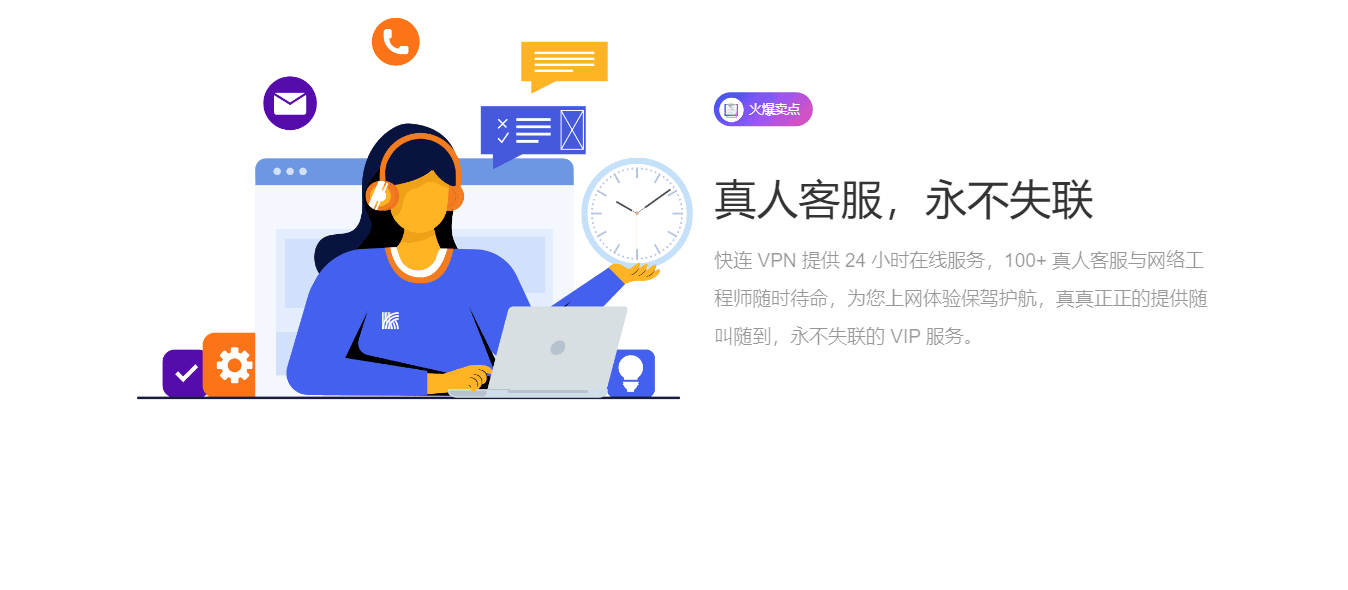 火爆卖点
真人客服，永不失联
快连 VPN 提供 24 小时在线服务，100+ 真人客服与网络工
程师随时待命，为您上网体验保驾护航，真真正正的提供随
叫随到，永不失联的 VIP 服务。